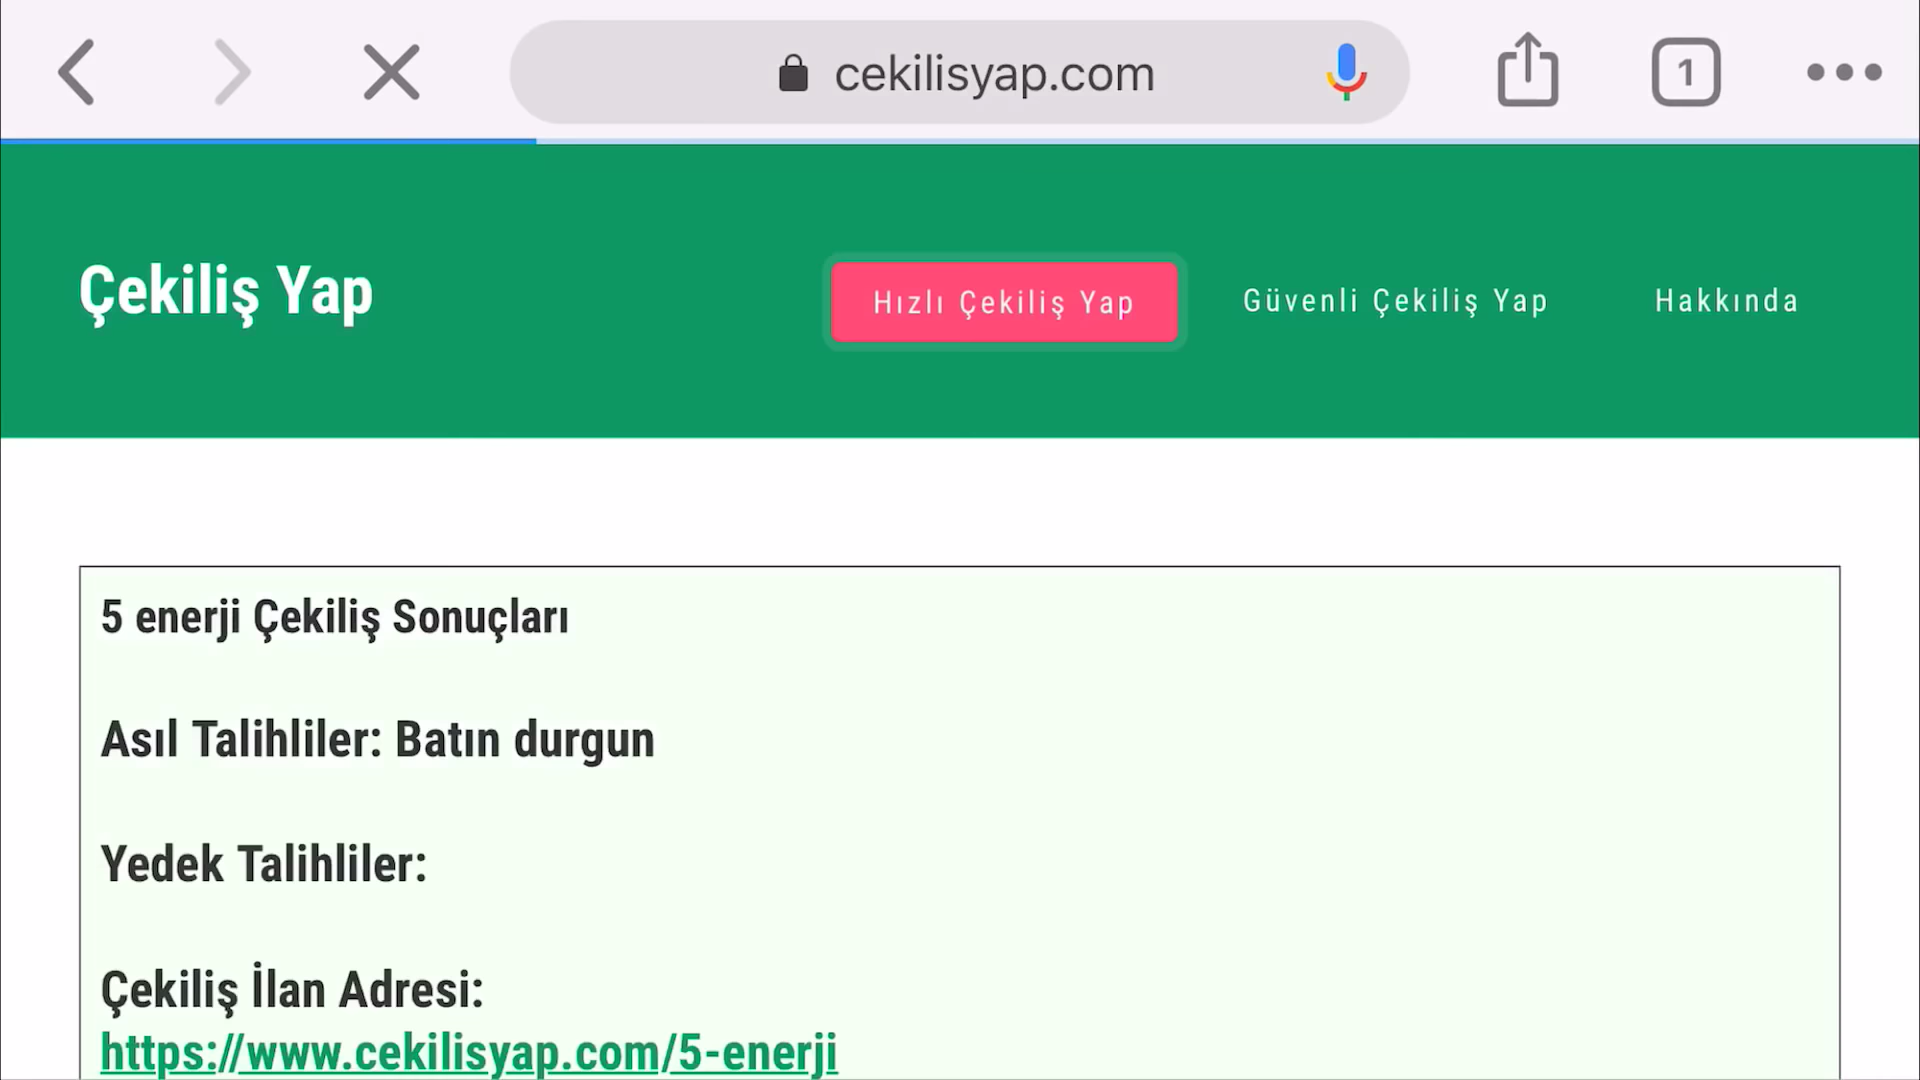 cekilisyap.com
1
Çekiliş Yap
Hızlı Çekiliş Yap
Güvenli Çekiliş Yap
Hakkında
5 enerji Çekiliş Sonuçları
Asıl Talihliler: Batın durgun
Yedek Talihliler:
Çekiliş İlan Adresi:
https://www.cekilisyap.com/5-enerji